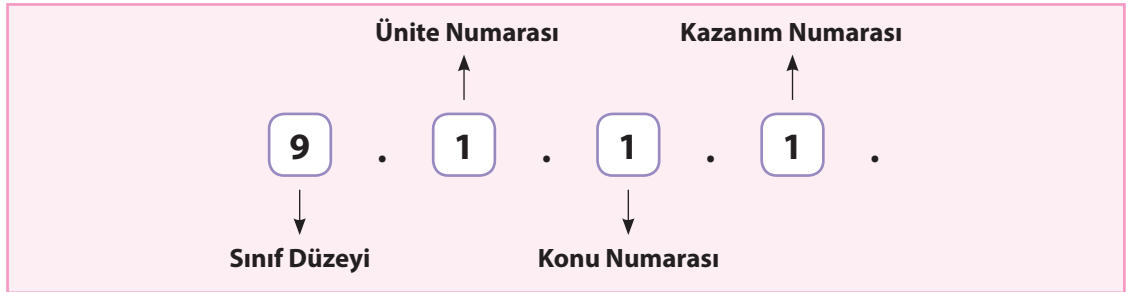 Ünite Numarası Kazanım Numarası
9 . 1 . 1 . 1 .
Sınıf Düzeyi Konu Numarası